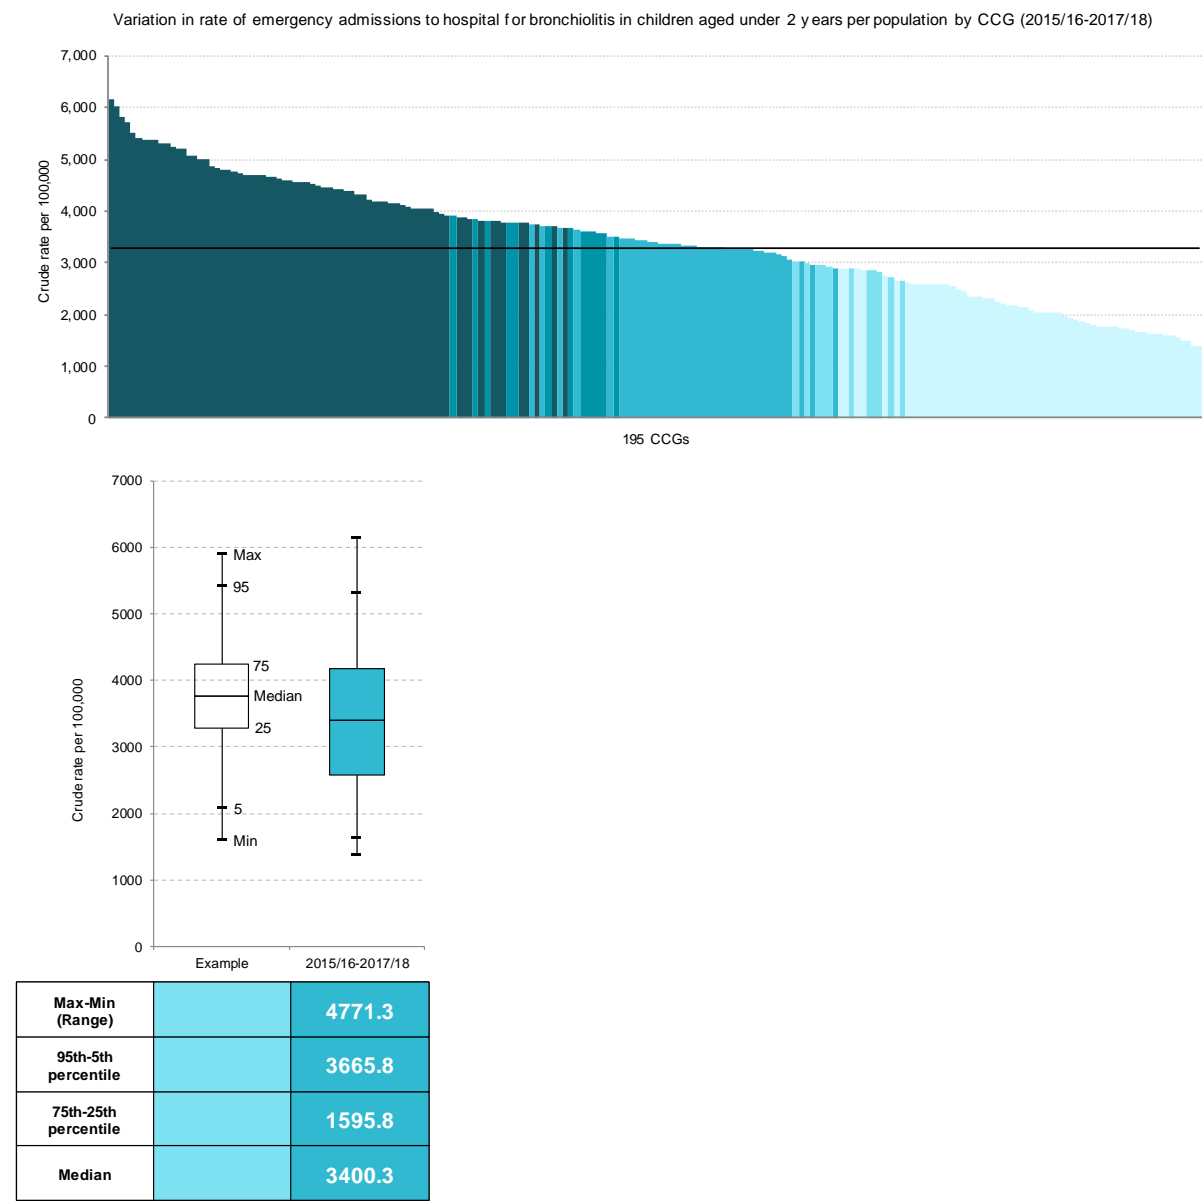 Variation in rate of emergency admissions to hospital for bronchiolitis in children aged under 2 years per population by CCG (2015/16-2017/18)
7,000
6,000
5,000
4,000
3,000
2,000
1,000
0
Crude rate per 100,000
195 CCGs
7000
6000
5000
4000
3000
2000
1000
0
Crude rate per 100,000
Max
95
75
Median
25
5
Min
Example
2015/16-2017/18
Max-Min
(Range)
4771.3
95th-5th
percentile
3665.8
75th-25th
percentile
1595.8
Median
3400.3